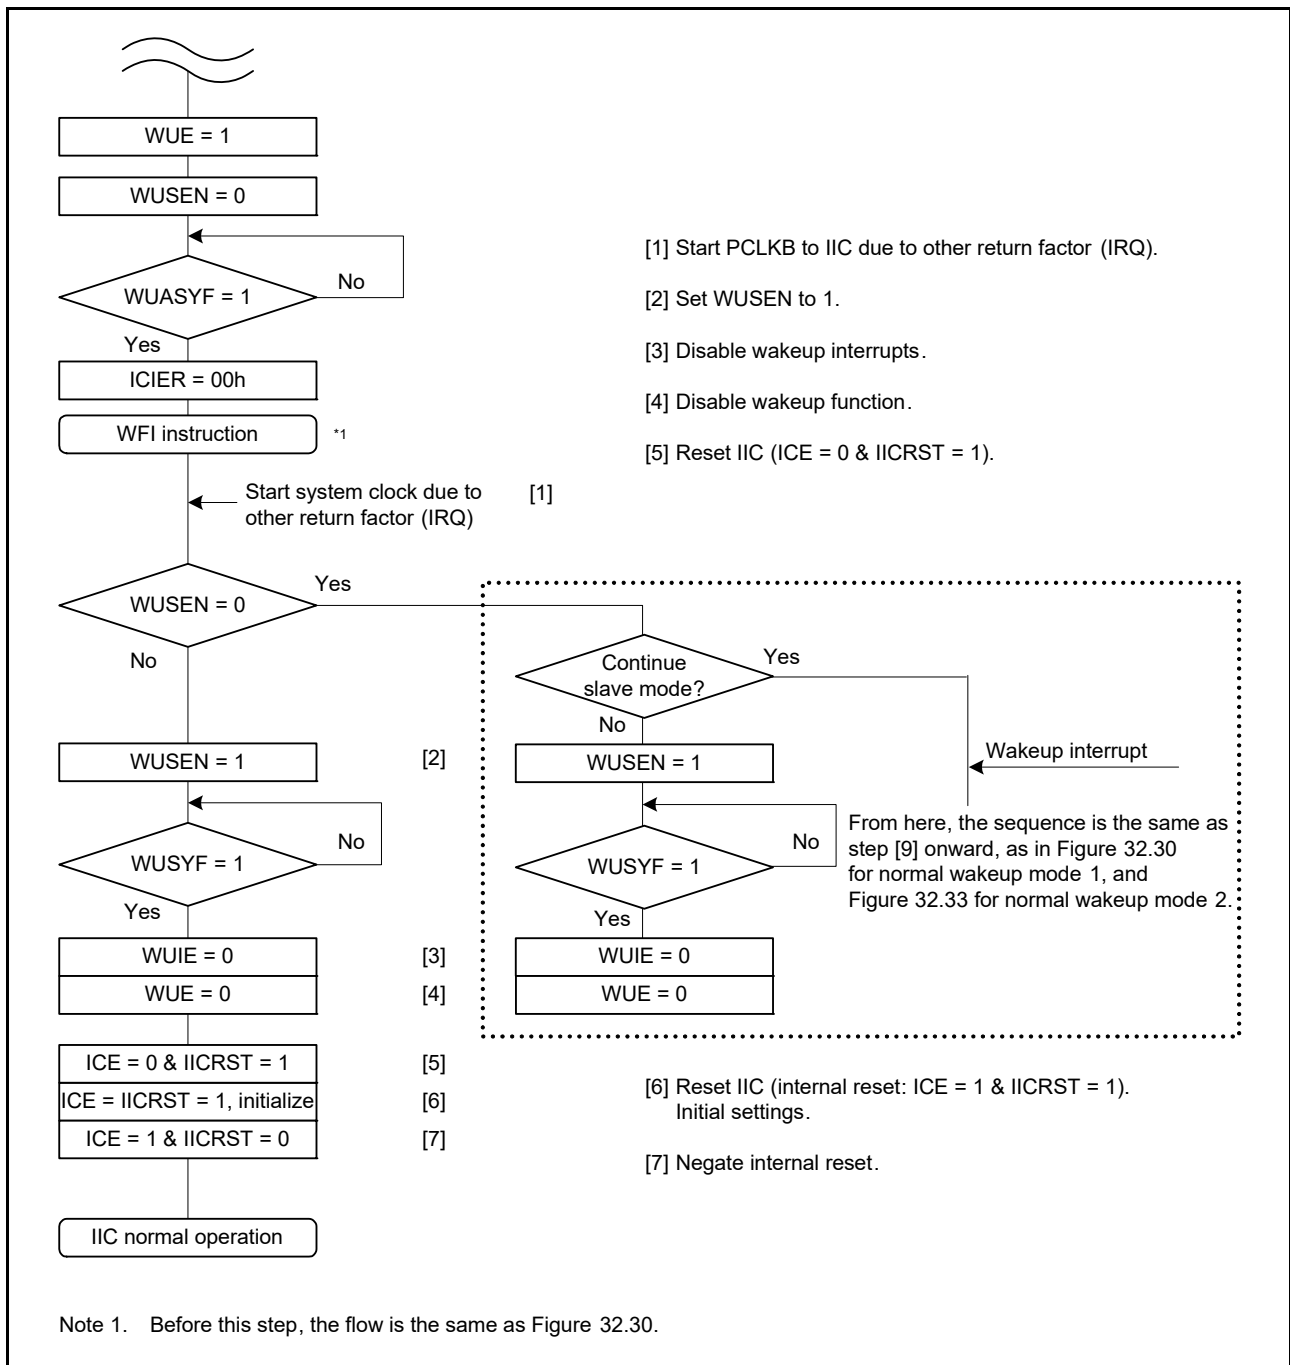 WUE = 1
WUSEN = 0
WUASYF = 1
No
Yes
ICIER = 00h
WFI instruction
*1
Start system clock due to
other return factor (IRQ)
[1]
[1] Start PCLKB to IIC due to other return factor (IRQ).
[2] Set WUSEN to 1.
[3] Disable wakeup interrupts.
[4] Disable wakeup function.
[5] Reset IIC (ICE = 0 & IICRST = 1).
WUSEN = 0
Yes
No
WUSEN = 1
[2]
WUSYF = 1
No
Yes
WUIE = 0
[3]
WUE = 0
[4]
Continue
slave mode?
Yes
No
WUSEN = 1
WUSYF = 1
No
Yes
WUIE = 0
WUE = 0
Wakeup interrupt
From here, the sequence is the same as
step [9] onward, as in Figure 32.30
for normal wakeup mode 1, and
Figure 32.33 for normal wakeup mode 2.
ICE = 0 & IICRST = 1
[5]
ICE = IICRST = 1, initialize
[6]
ICE = 1 & IICRST = 0
[7]
[6] Reset IIC (internal reset: ICE = 1 & IICRST = 1).
Initial settings.
[7] Negate internal reset.
IIC normal operation
Note 1. Before this step, the flow is the same as Figure 32.30.